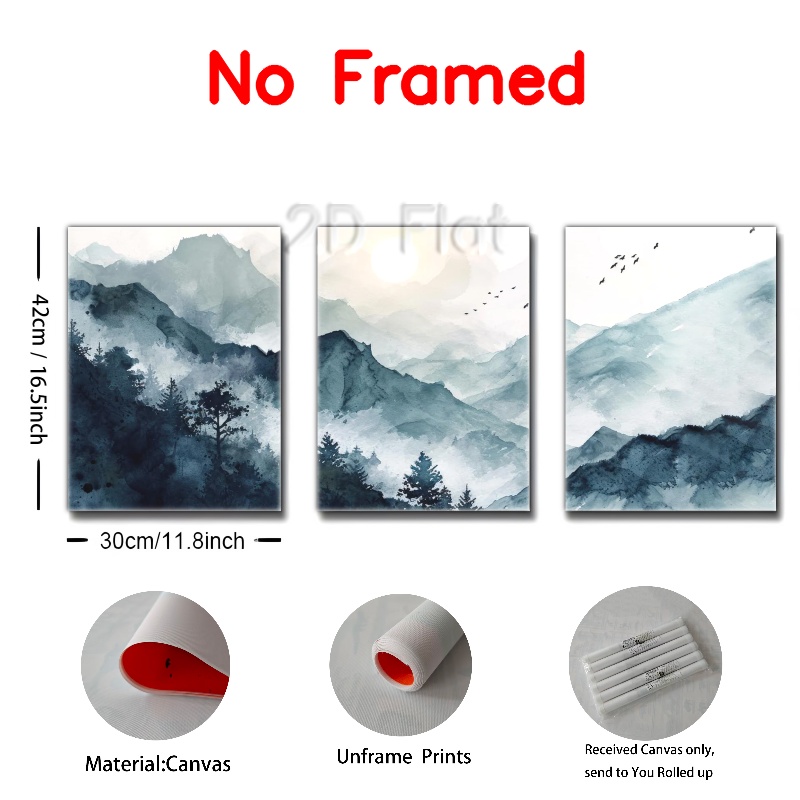 No Framed
2D Flat
42cm / 16.5inch
30cm/11.8inch
Material:Canvas
Unframe Prints
Received Canvas only,
send to You Rolled up